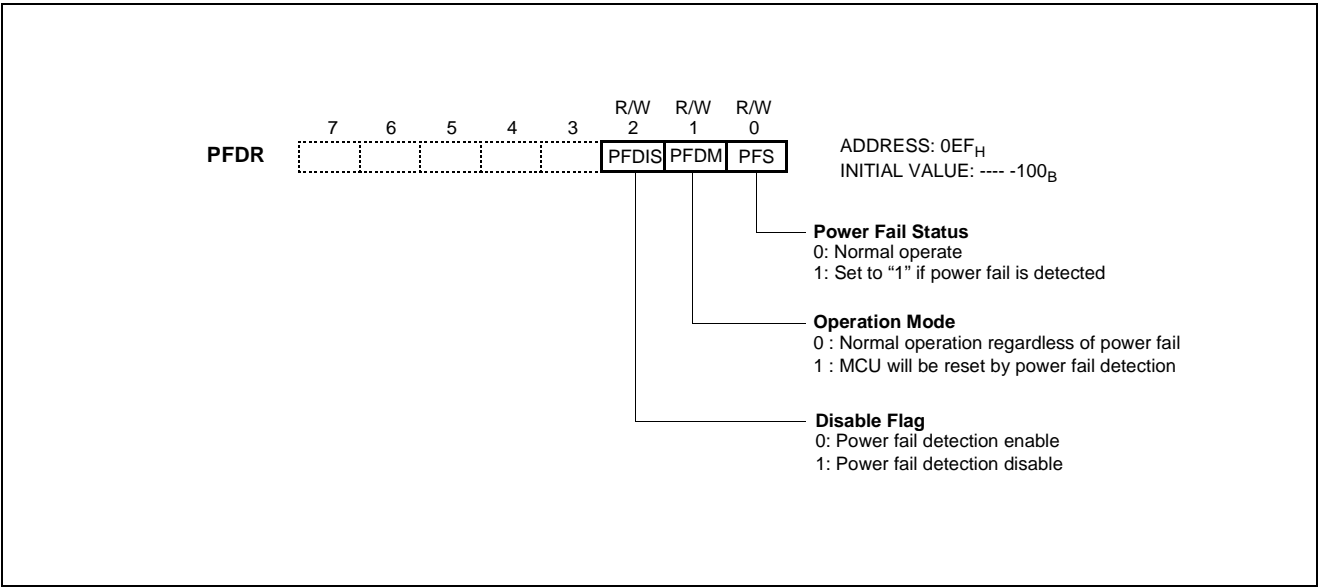 R/W R/W R/W
7 6 5 4 3 2 1 0
PFDR PFDIS PFDM PFS
ADDRESS: 0EFH
INITIAL VALUE: ---- -100B
Power Fail Status
0: Normal operate
1: Set to “1” if power fail is detected
Operation Mode
0 : Normal operation regardless of power fail
1 : MCU will be reset by power fail detection
Disable Flag
0: Power fail detection enable
1: Power fail detection disable